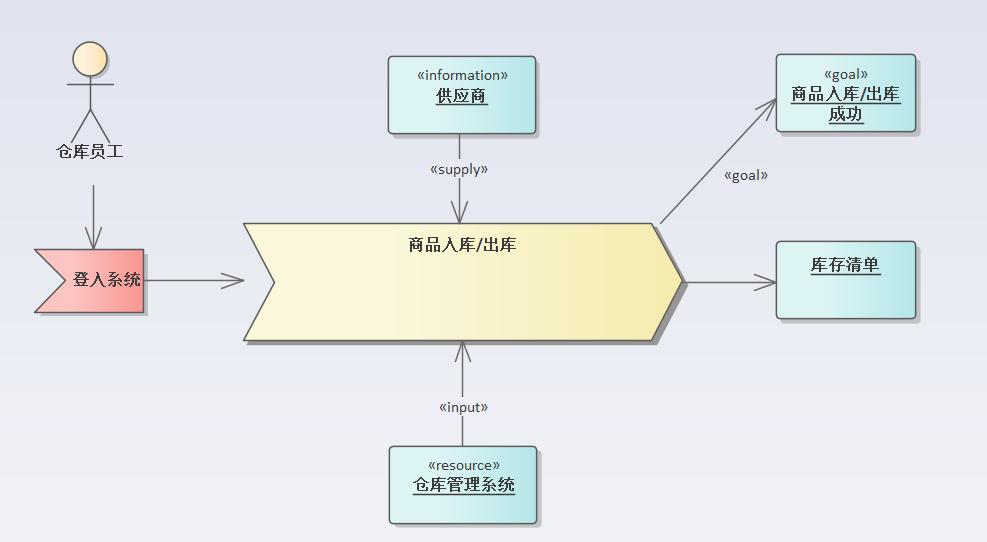 仓库员工
«information»
供应商
«supply»
«goal»
商品入库/出库
成功
«goal»
登入系统
商品入库/出库
库存清单
«input»
«resource»
仓库管理系统